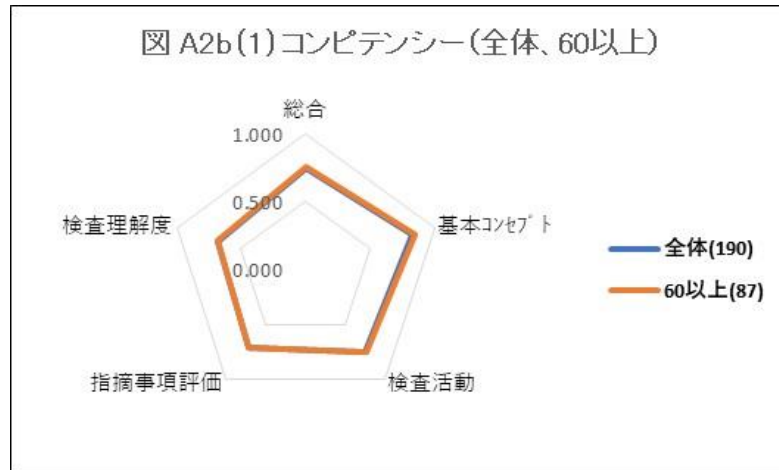 図 A2b(1)コンピテンシー(全体、60以上)
総合
1.000
0.500
0.000
検査理解度
基本ｺﾝｾﾌﾟﾄ
指摘事項評価
検査活動
全体(190)
60以上(87)